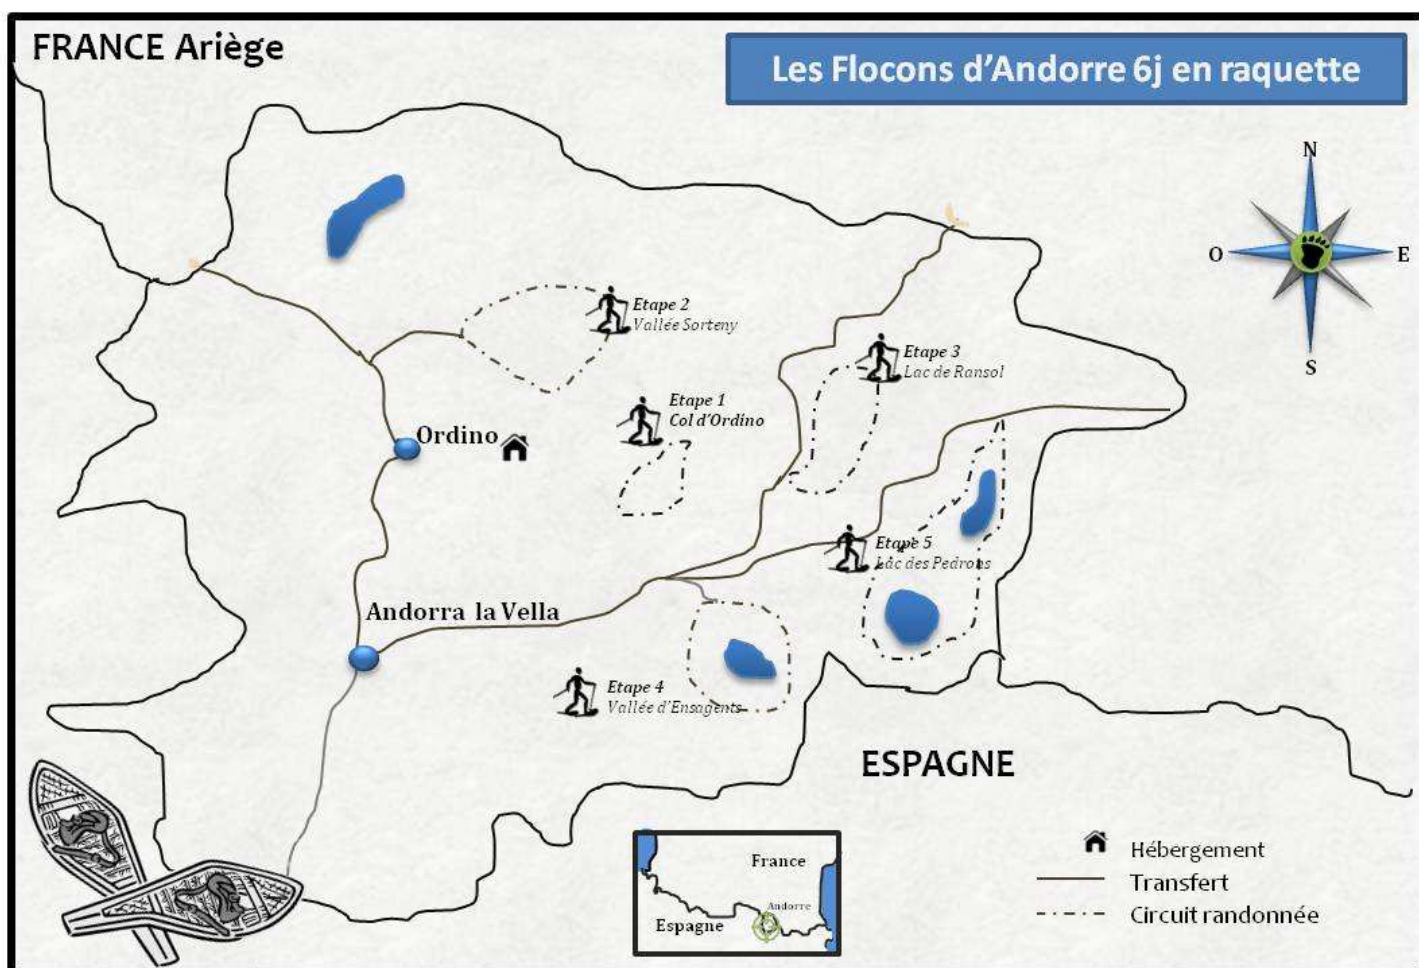 FRANCE Ariège
Les Flocons d'Andorre 6j en raquette
N
O
E
S
Etape 2
Vallée Sorteny
Etape 3
Lac de Ransol
Etape 1
Col d'Ordino
Ordino
Etape 5
Lac des Pedrons
Andorra la Vella
Etape 4
Vallée d'Ensagents
ESPAGNE
France
Andorre
Espagne
Hébergement
Transfert
Circuit randonnée